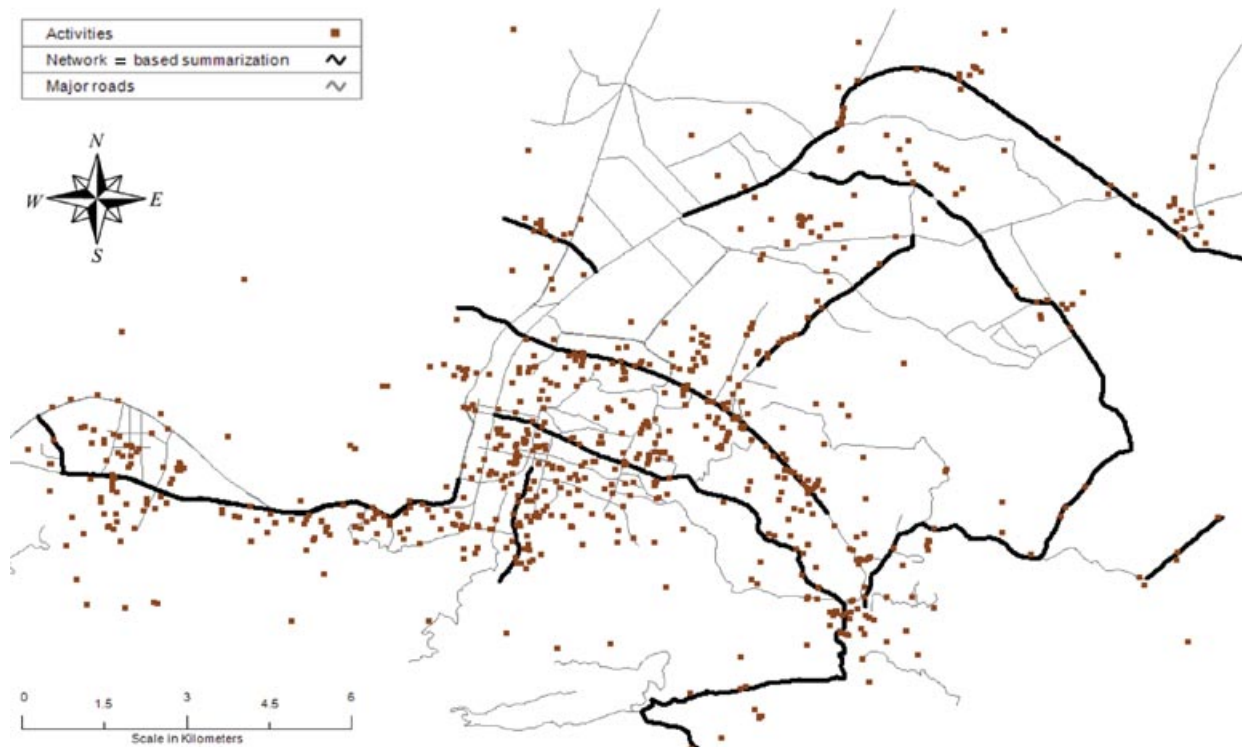 Activities
Network = based summarization
Major roads
N
W E
S
0 3 6
1.5 4.5
Scale in Kilometers